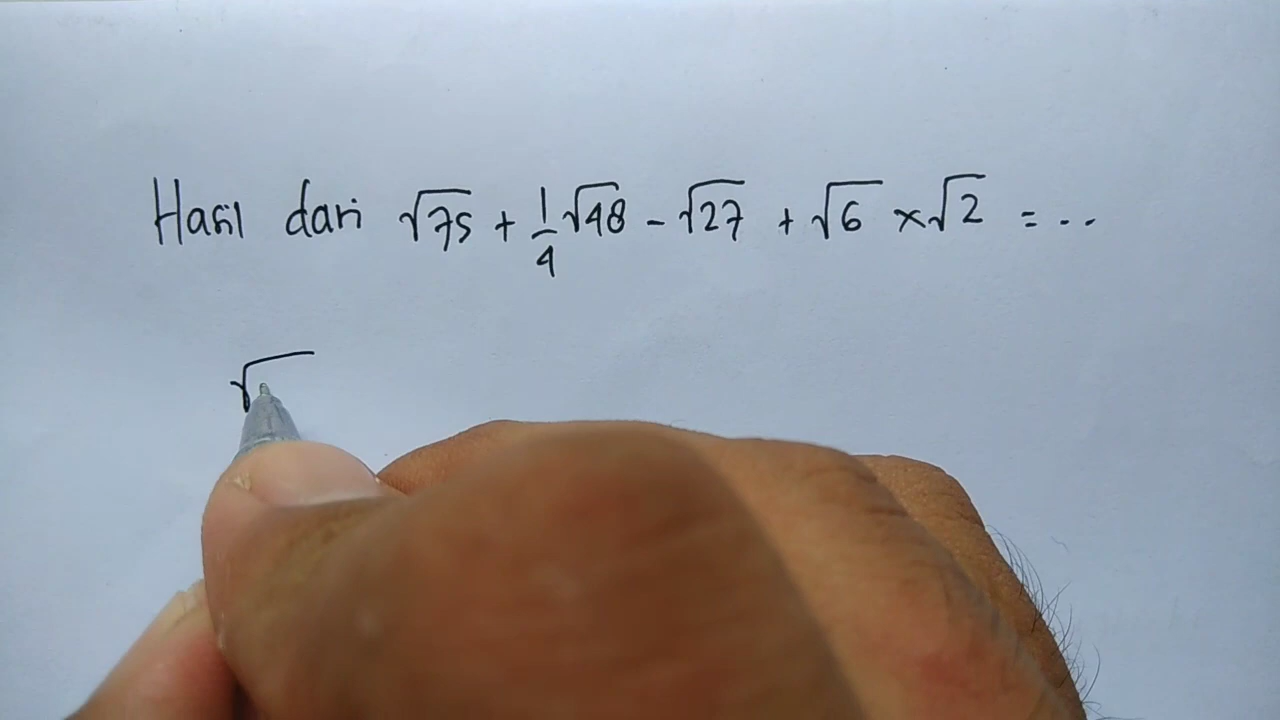 Hasil dari √75 + 1/4 √48 - √27 + √6 × √2 = ...
√